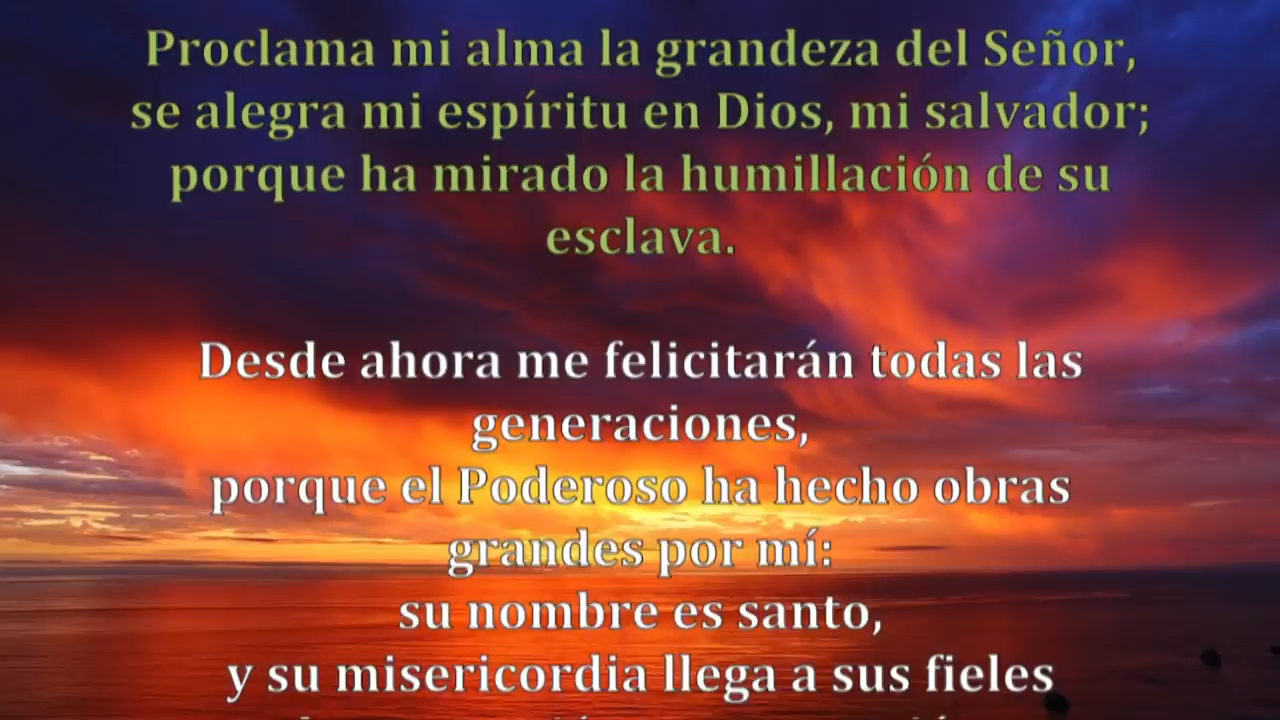 Proclama mi alma la grandeza del Señor,
se alegra mi espíritu en Dios, mi salvador;
porque ha mirado la humillación de su
esclava.
Desde ahora me felicitarán todas las
generaciones,
porque el Poderoso ha hecho obras
grandes por mí:
su nombre es santo,
y su misericordia llega a sus fieles